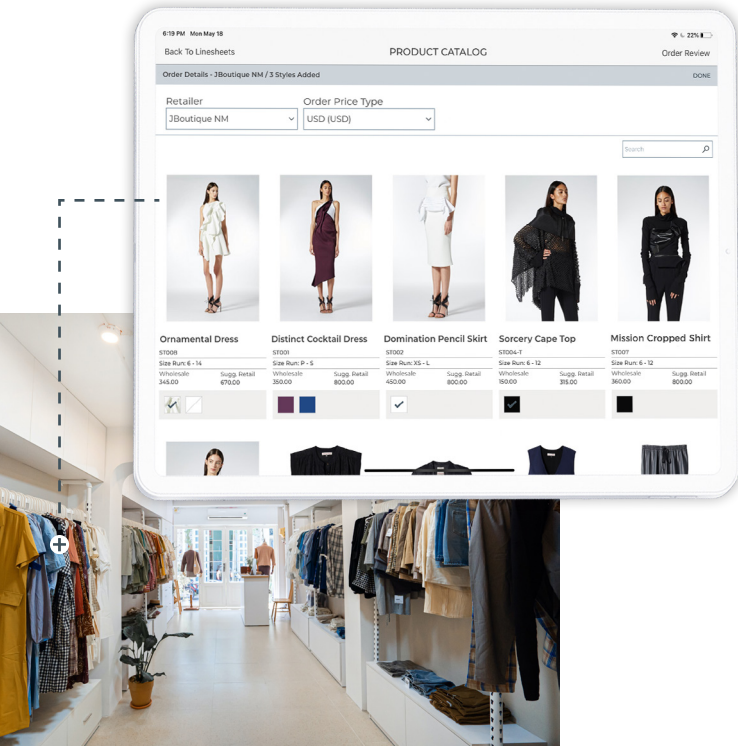 6:19 PM Mon May 18
22%
Back To Linesheets
PRODUCT CATALOG
Order Review
Order Details - JBoutique NM / 3 Styles Added
DONE
Retailer
Order Price Type
JBoutique NM
USD (USD)
Search
Ornamental Dress
ST008
Size Run: 6 - 14
Wholesale
Sugg. Retail
345.00
670.00
Distinct Cocktail Dress
ST001
Size Run: P - S
Wholesale
Sugg. Retail
350.00
800.00
Domination Pencil Skirt
ST002
Size Run: XS - L
Wholesale
Sugg. Retail
450.00
800.00
Sorcery Cape Top
ST004-T
Size Run: 6 - 12
Wholesale
Sugg. Retail
150.00
315.00
Mission Cropped Shirt
ST007
Size Run: 6 - 12
Wholesale
Sugg. Retail
360.00
800.00